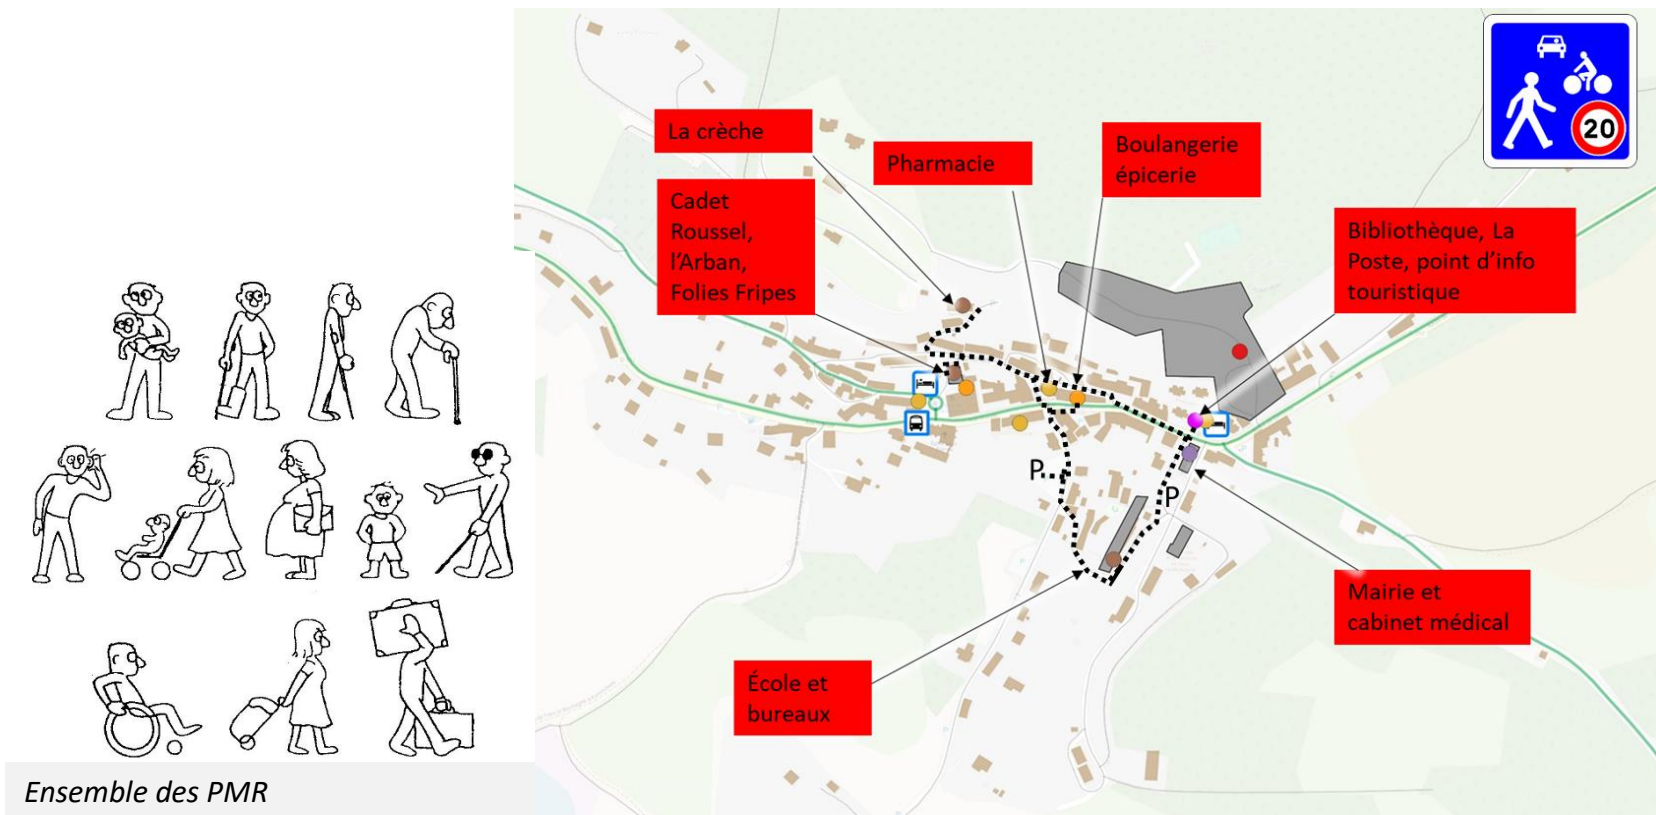 La crèche
Pharmacie
Boulangerie
épicerie
20
Cadet
Roussel,
l'Arban,
Folies Fripes
Bibliothèque, La
Poste, point d'info
touristique
P
P
Mairie et
cabinet médical
École et
bureaux
Ensemble des PMR